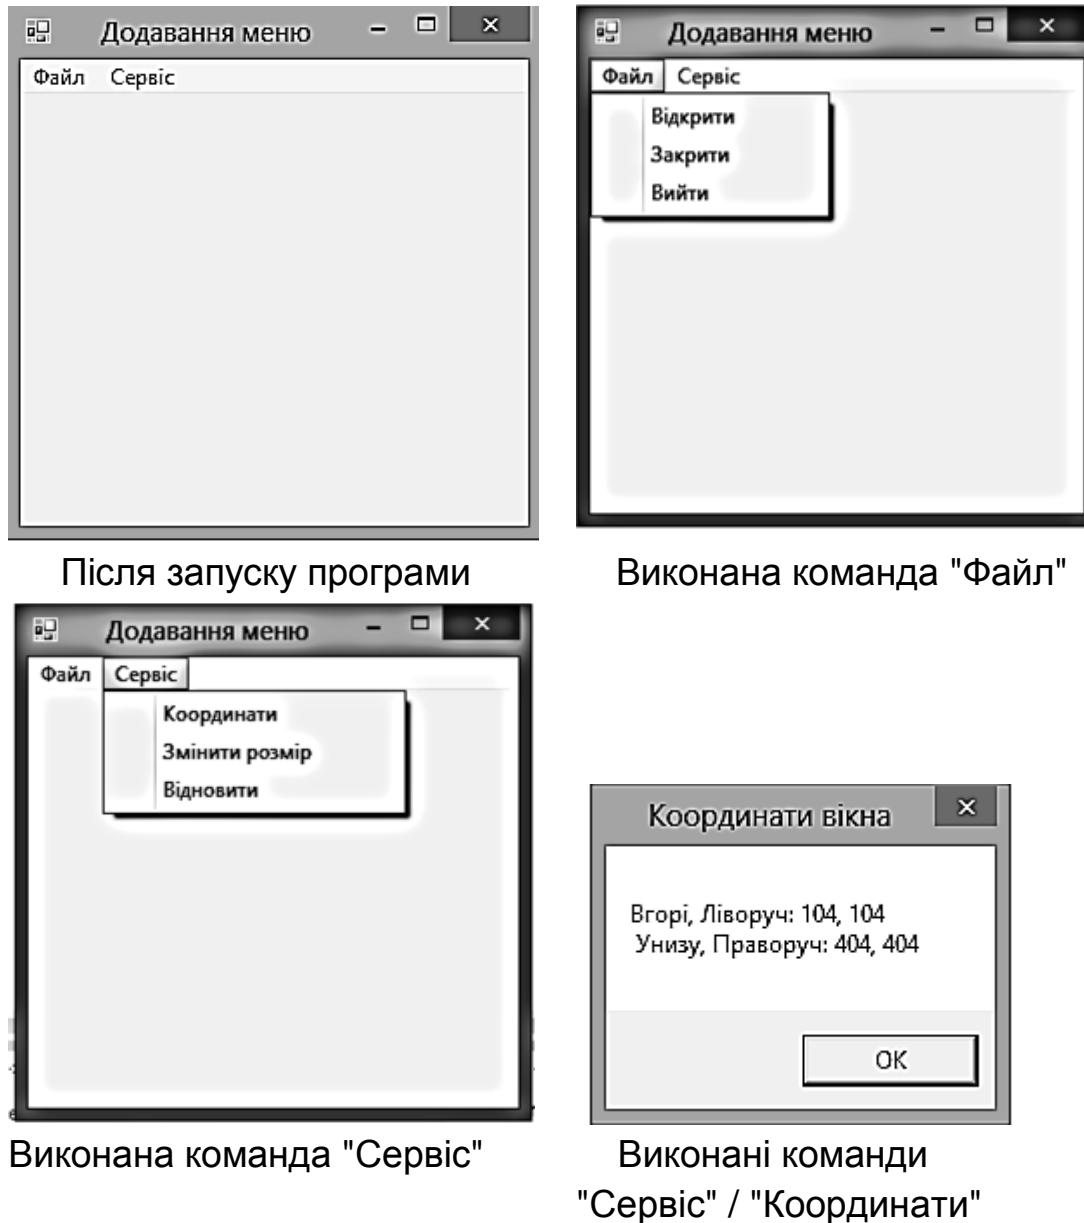 Додавання меню
Файл Сервіс
Після запуску програми
Додавання меню
Файл Сервіс
Відкрити
Закрити
Вийти
Виконана команда "Файл"
Додавання меню
Файл Сервіс
Координати
Змінити розмір
Відновити
Виконана команда "Сервіс"
Координати вікна
Вгорі, Ліворуч: 104, 104
Унизу, Праворуч: 404, 404
OK
Виконані команди
"Сервіс" / "Координати"